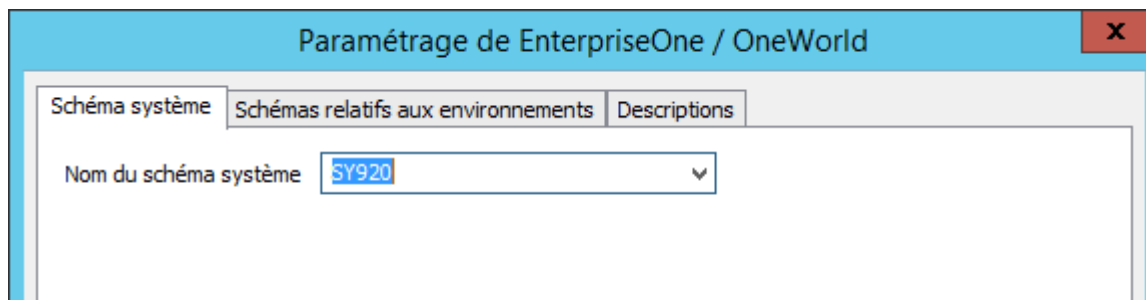 Paramétrage de EnterpriseOne / OneWorld
x
Schéma système Schémas relatifs aux environnements Descriptions
Nom du schéma système SY920